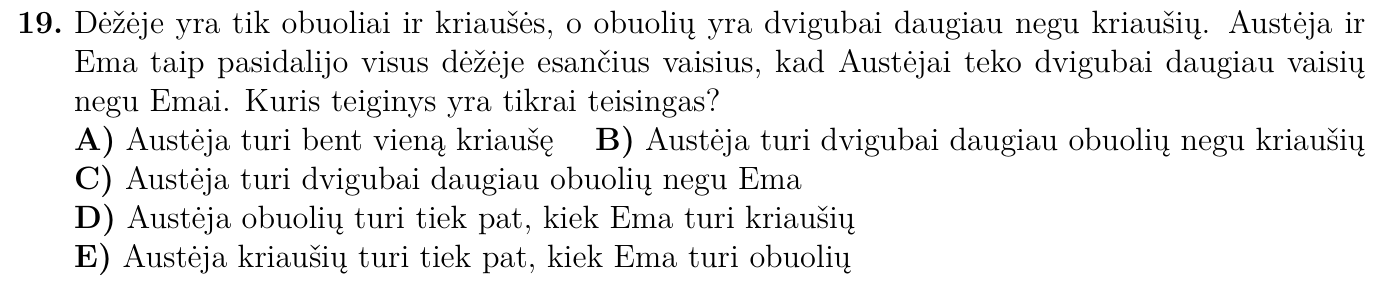 19. Dėžėje yra tik obuoliai ir kriaušės, o obuolių yra dvigubai daugiau negu kriaušių. Austėja ir
Ema taip pasidalijo visus dėžėje esančius vaisius, kad Austėjai teko dvigubai daugiau vaisių
negu Emai. Kuris teiginys yra tikrai teisingas?
A) Austėja turi bent vieną kriaušę B) Austėja turi dvigubai daugiau obuolių negu kriaušių
C) Austėja turi dvigubai daugiau obuolių negu Ema
D) Austėja obuolių turi tiek pat, kiek Ema turi kriaušių
E) Austėja kriaušių turi tiek pat, kiek Ema turi obuolių